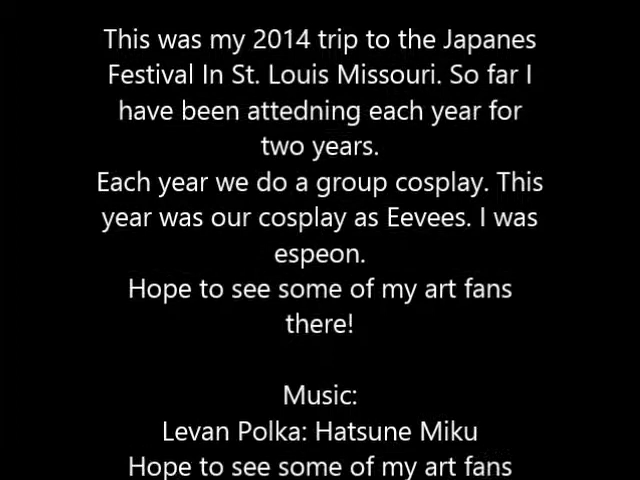 This was my 2014 trip to the Japanes
Festival In St. Louis Missouri. So far I
have been attedning each year for
two years.
Each year we do a group cosplay. This
year was our cosplay as Eevees. I was
espeon.
Hope to see some of my art fans
there!
Music:
Levan Polka: Hatsune Miku
Hope to see some of my art fans